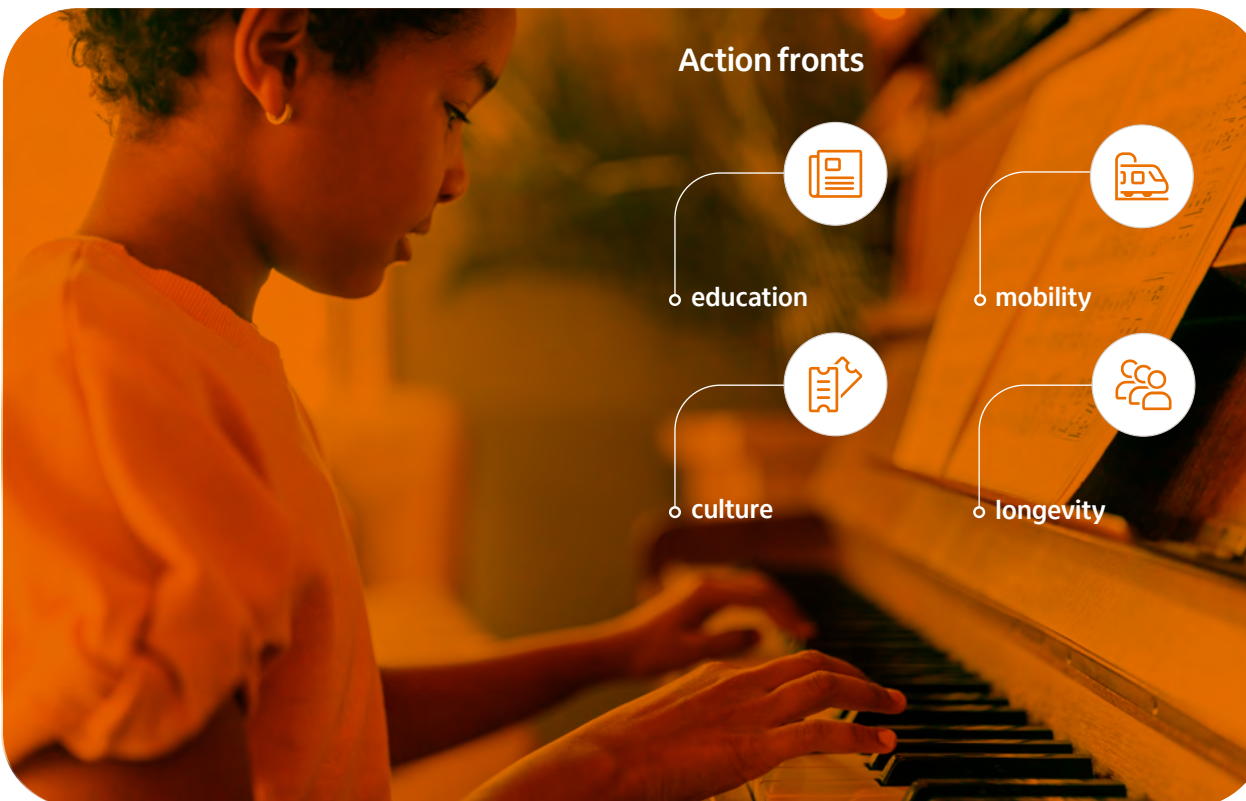 Action fronts
education
mobility
culture
longevity